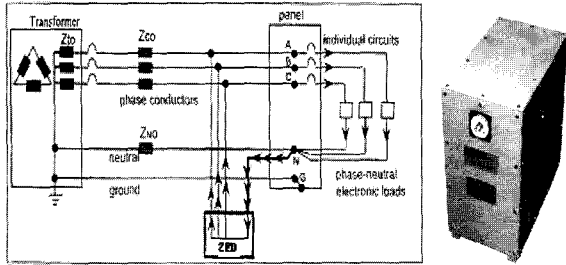 Transformer
panel
Zto
Zco
A
individual circuits
B
C
phase conductors
ZNO
neutral
N
phase-neutral
electronic loads
ground
G
ZED